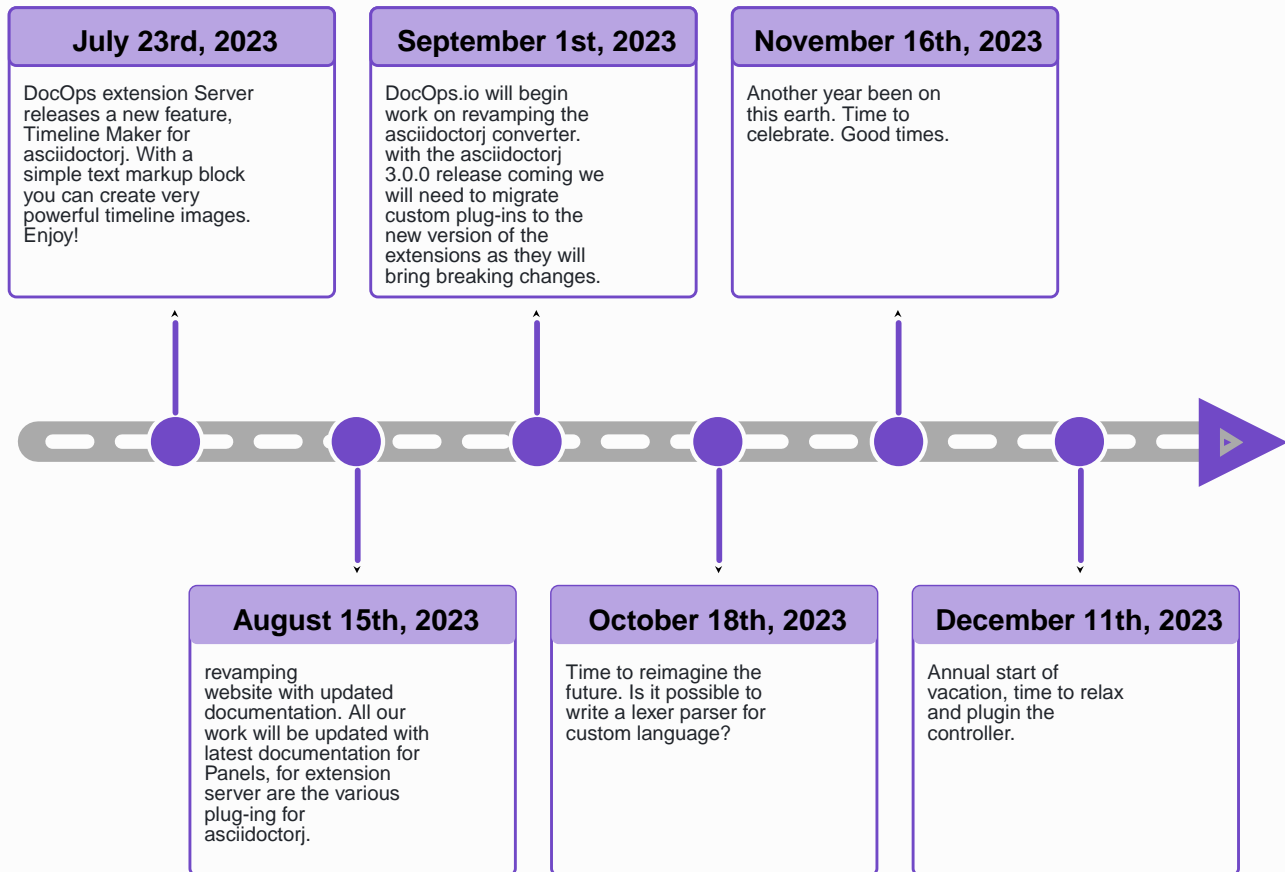 July 23rd, 2023
DocOps extension Server
releases a new feature,
Timeline Maker for
asciidoctorj. With a
simple text markup block
you can create very
powerful timeline images.
Enjoy!
September 1st, 2023
DocOps.io will begin
work on revamping the
asciidoctorj converter.
with the asciidoctorj
3.0.0 release coming we
will need to migrate
custom plug-ins to the
new version of the
extensions as they will
bring breaking changes.
November 16th, 2023
Another year been on
this earth. Time to
celebrate. Good times.
August 15th, 2023
revamping
website with updated
documentation. All our
work will be updated with
latest documentation for
Panels, for extension
server are the various
plug-ing for
asciidoctorj.
October 18th, 2023
Time to reimagine the
future. Is it possible to
write a lexer parser for
custom language?
December 11th, 2023
Annual start of
vacation, time to relax
and plugin the
controller.